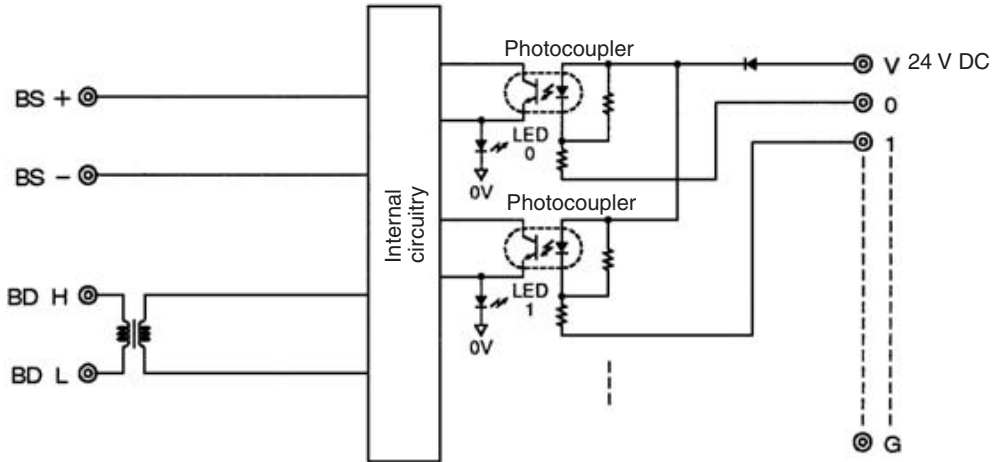 Photocoupler
V 24 V DC
BS +
0
1
LED
0
BS −
0V
Photocoupler
Internal
circuitry
BD H
LED
1
0V
BD L
G